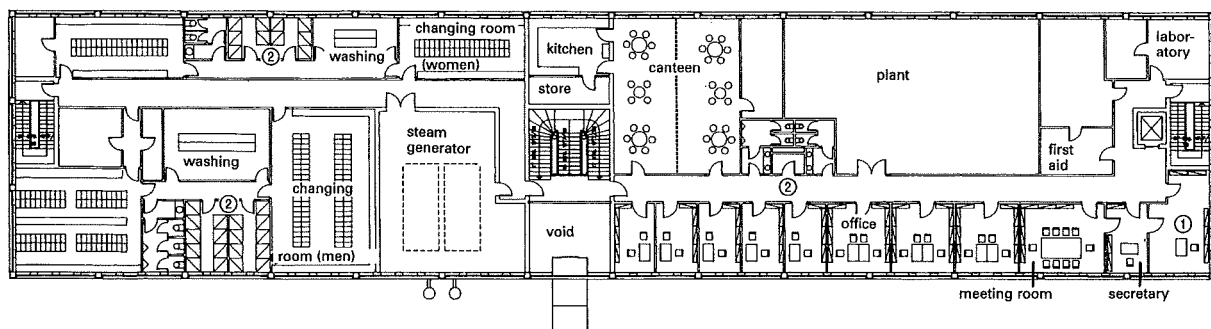 changing room
(women)
②
washing
kitchen
canteen
store
plant
labor-
atory
first
aid
steam
generator
washing
changing
②
room (men)
void
②
office
①
meeting room
secretary